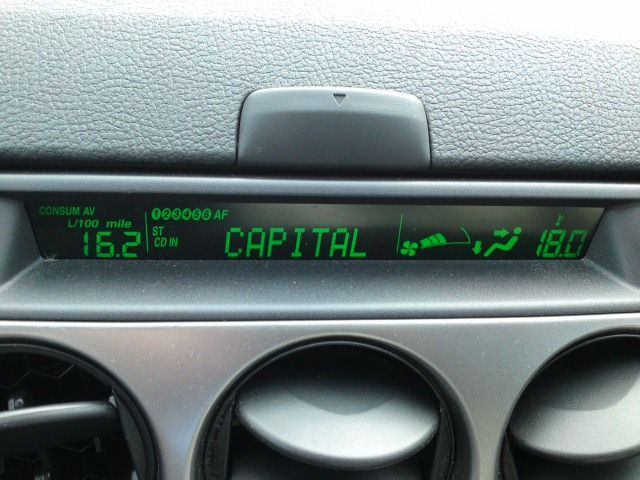 CONSUM AV
L/100 mile
16.2
123456 AF
ST
CD IN
CAPITAL
18.0